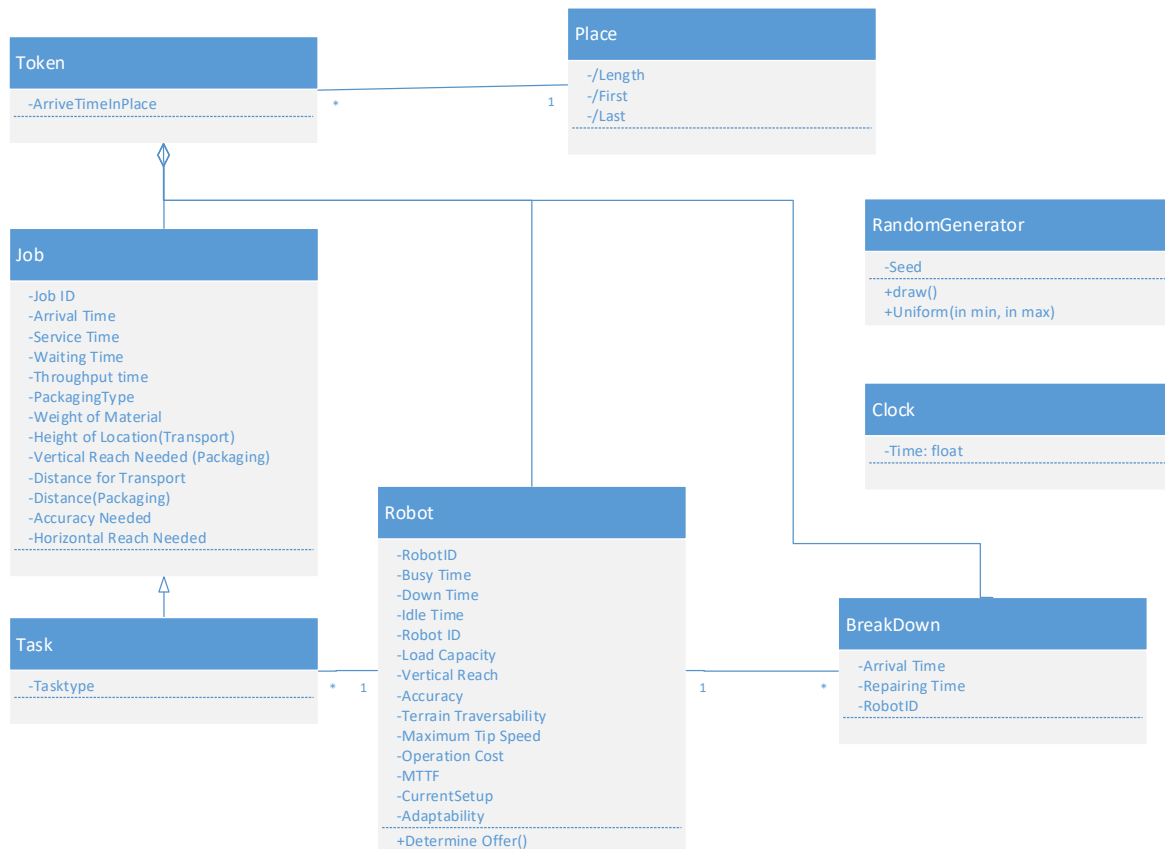 Token
-ArriveTimeInPlace
*
1
Place
-/Length
-/First
-/Last
Job
-Job ID
-Arrival Time
-Service Time
-Waiting Time
-Throughput time
-PackagingType
-Weight of Material
-Height of Location(Transport)
-Vertical Reach Needed (Packaging)
-Distance for Transport
-Distance(Packaging)
-Accuracy Needed
-Horizontal Reach Needed
RandomGenerator
-Seed
+draw()
+Uniform(in min, in max)
Clock
-Time: float
Task
-Tasktype
*
1
Robot
-RobotID
-Busy Time
-Down Time
-Idle Time
-Robot ID
-Load Capacity
-Vertical Reach
-Accuracy
-Terrain Traversability
-Maximum Tip Speed
-Operation Cost
-MTTF
-CurrentSetup
-Adaptability
+Determine Offer()
1
*
BreakDown
-Arrival Time
-Repairing Time
-RobotID